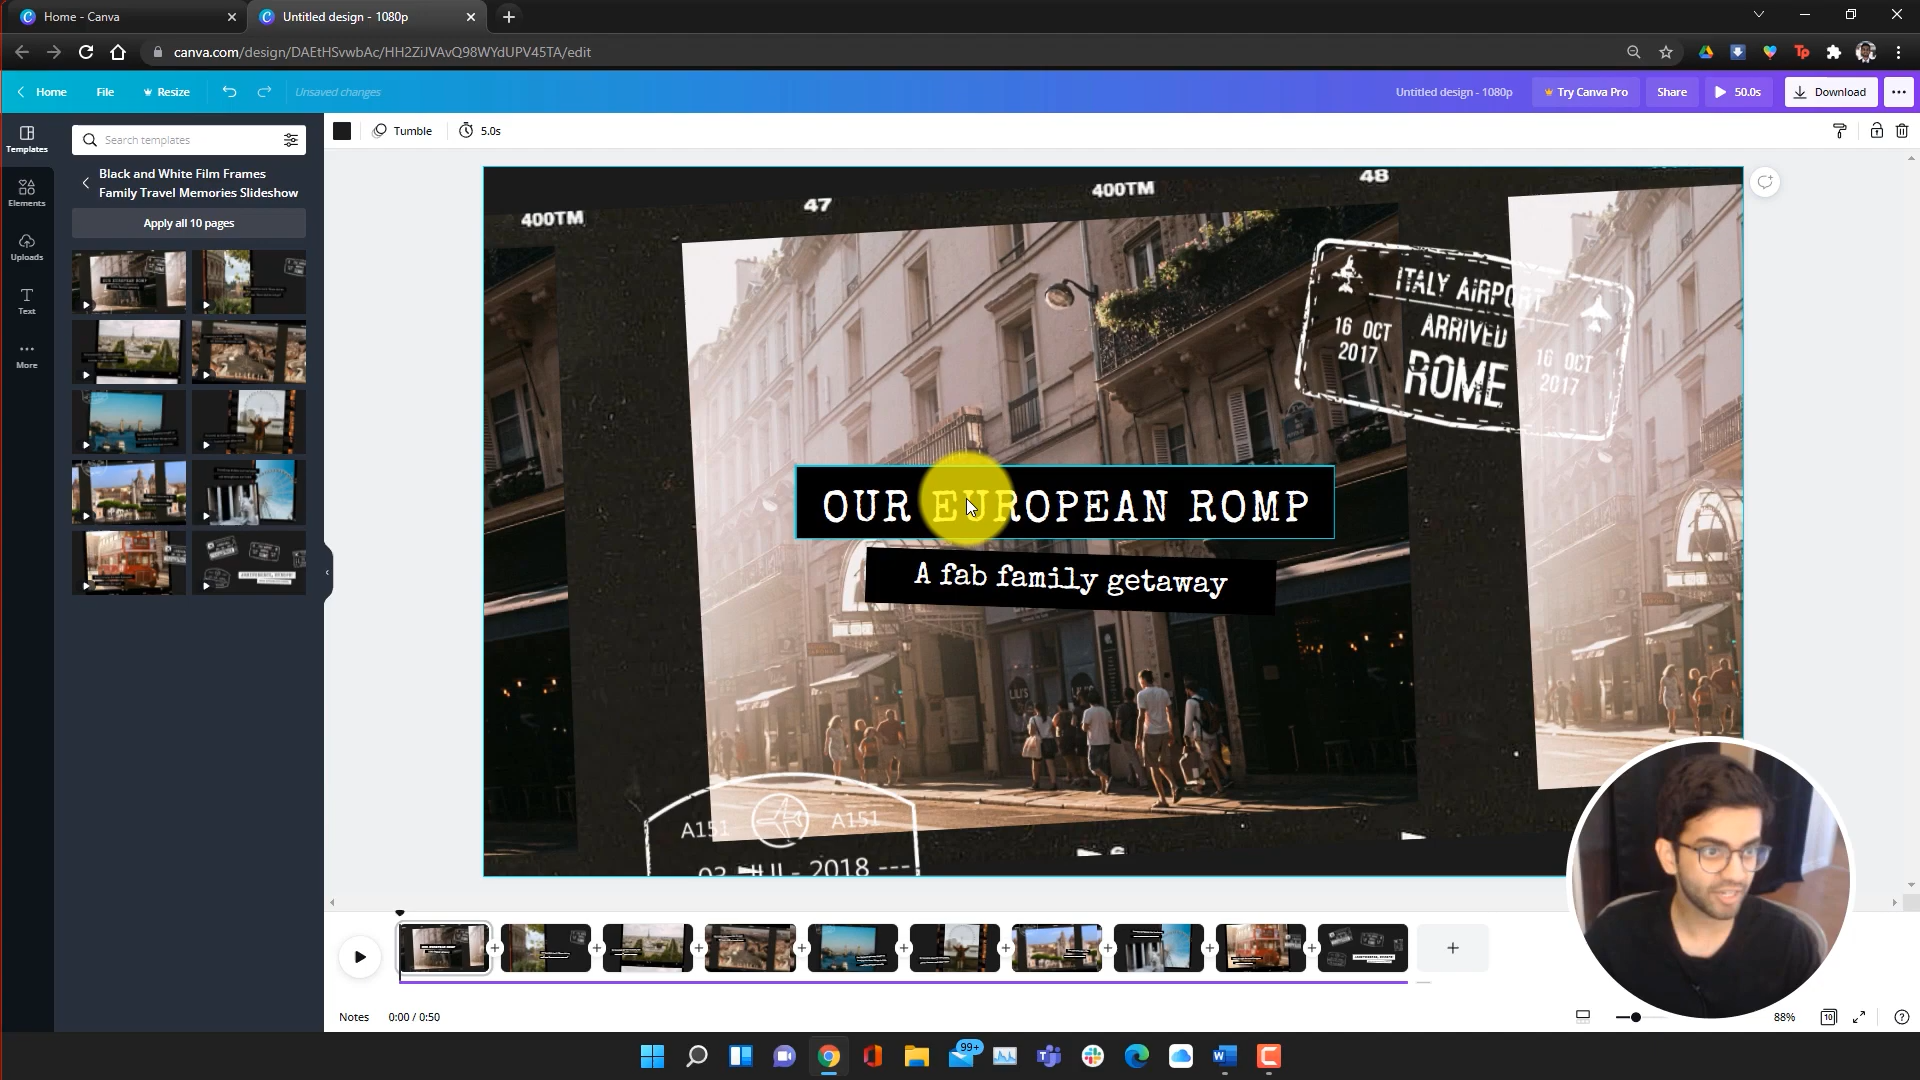 Home - Canva
Untitled design - 1080p
canva.com/design/DAEtHSvwbAc/HH2ZiJVAvQ98WYdUPV45TA/edit
Home
File
Resize
Unsaved changes
Untitled design - 1080p
Try Canva Pro
Share
50.0s
Download
Templates
Elements
Uploads
Text
More
Search templates
Black and White Film Frames
Family Travel Memories Slideshow
Apply all 10 pages
Tumble
5.0s
400TM
47
400TM
48
ITALY AIRPORT
16 OCT
2017
ARRIVED
ROME
16 OCT
2017
OUR EUROPEAN ROMP
A fab family getaway
A151
A151
03 JUL - 2018 ---
Notes
0:00 / 0:50
88%
10
99+